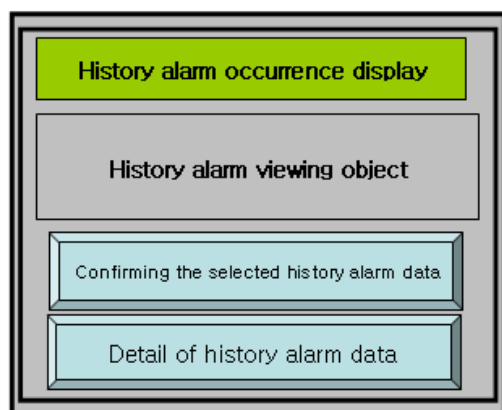 History alarm occurrence display
History alarm viewing object
Confirming the selected history alarm data
Detail of history alarm data